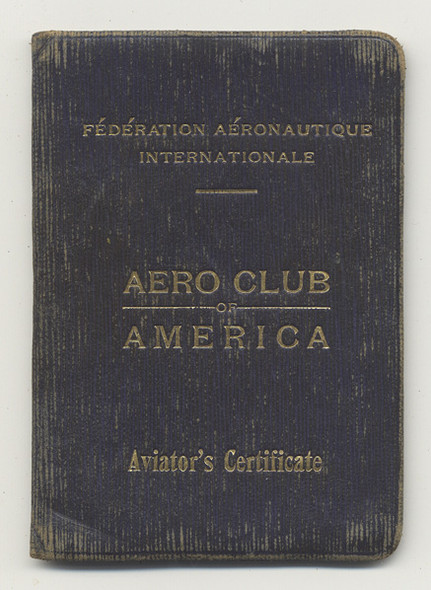 FÉDÉRATION AÉRONAUTIQUE
INTERNATIONALE
AERO CLUB
OF
AMERICA
Aviator's Certificate